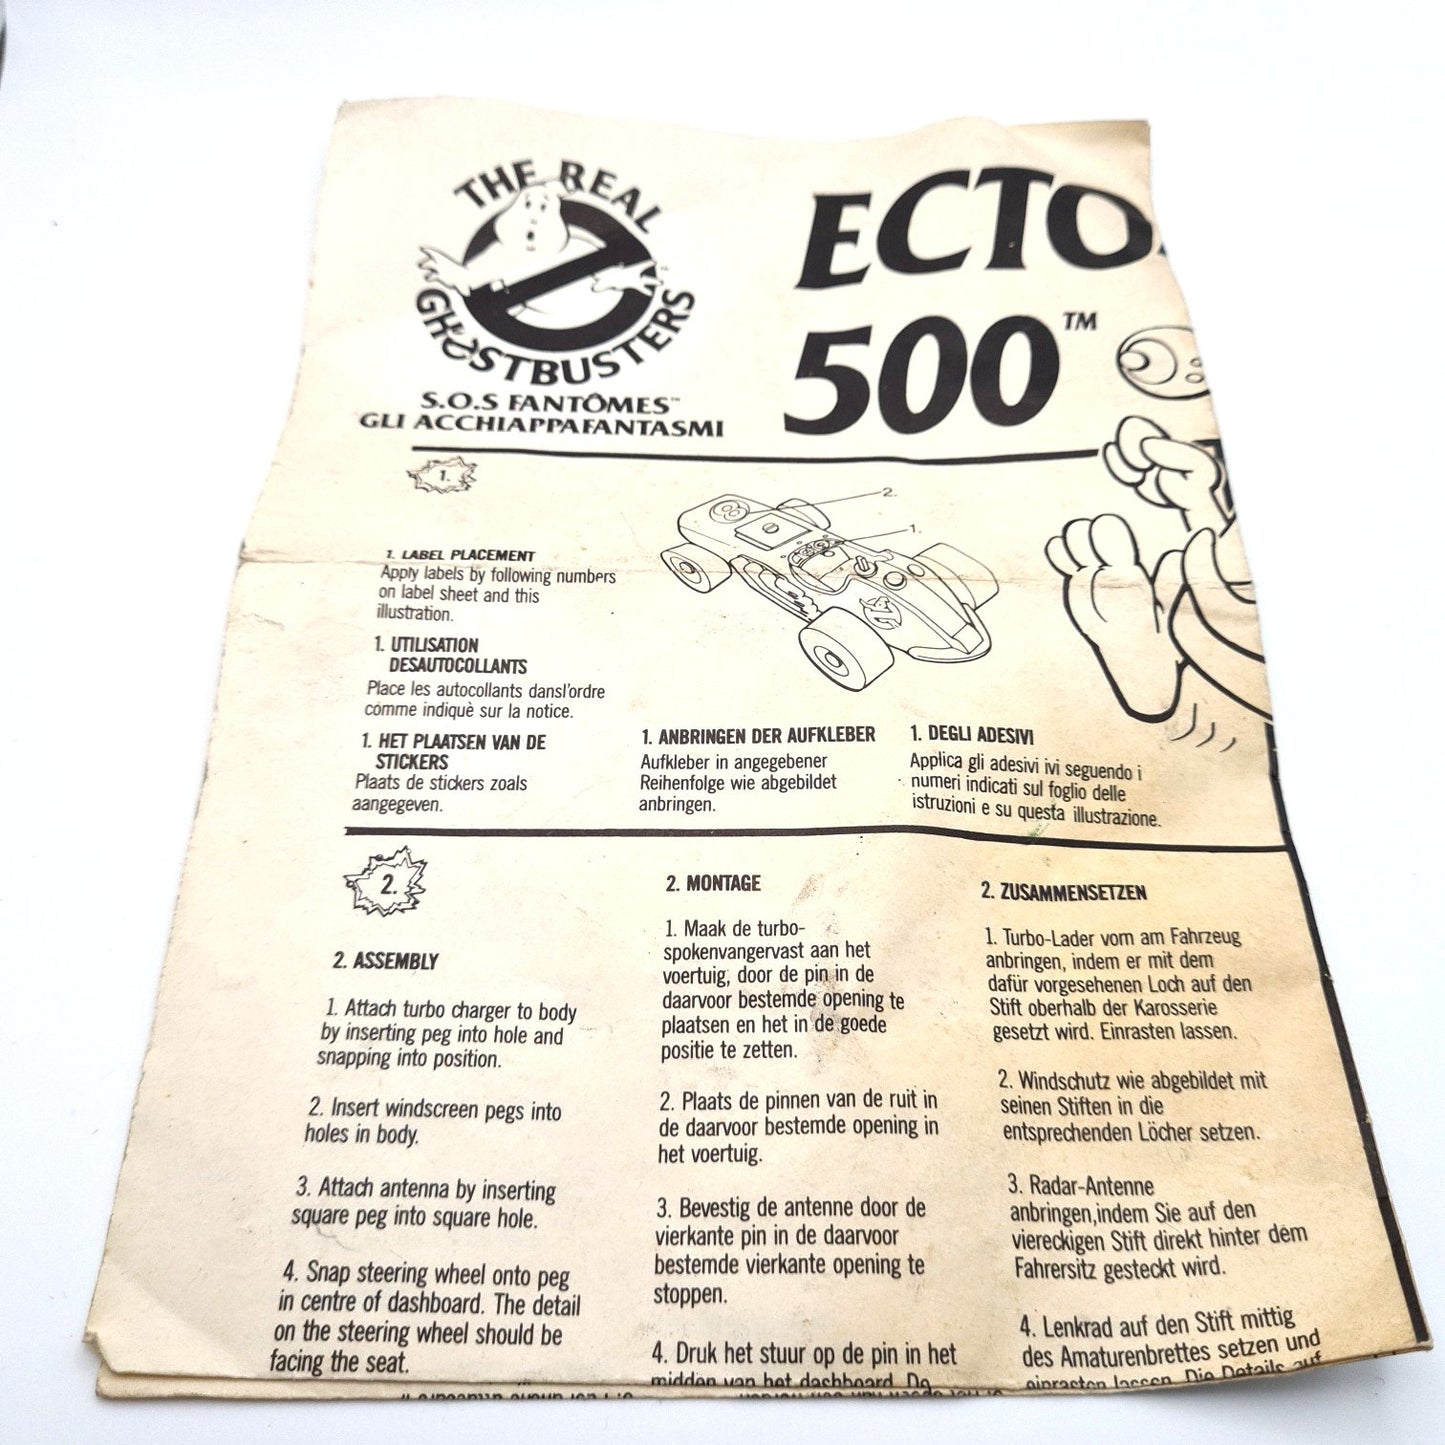 THE REAL
GHOSTBUSTERS
S.O.S FANTÔMES™
GLI ACCHIAPPAFANTASMI
ECTO
500™
1.
2.
1.
8
1. LABEL PLACEMENT
Apply labels by following numbers
on label sheet and this
illustration.
1. UTILISATION
DESAUTOCOLLANTS
Place les autocollants dansl'ordre
comme indiquè sur la notice.
1. HET PLAATSEN VAN DE
STICKERS
Plaats de stickers zoals
aangegeven.
1. ANBRINGEN DER AUFKLEBER
Aufkleber in angegebener
Reihenfolge wie abgebildet
anbringen.
1. DEGLI ADESIVI
Applica gli adesivi ivi seguendo i
numeri indicati sul foglio delle
istruzioni e su questa illustrazione.
2.
2. ASSEMBLY
1. Attach turbo charger to body
by inserting peg into hole and
snapping into position.
2. Insert windscreen pegs into
holes in body.
3. Attach antenna by inserting
square peg into square hole.
4. Snap steering wheel onto peg
in centre of dashboard. The detail
on the steering wheel should be
facing the seat.
2. MONTAGE
1. Maak de turbo-
spokenvangervast aan het
voertuig, door de pin in de
daarvoor bestemde opening te
plaatsen en het in de goede
positie te zetten.
2. Plaats de pinnen van de ruit in
de daarvoor bestemde opening in
het voertuig.
3. Bevestig de antenne door de
vierkante pin in de daarvoor
bestemde vierkante opening te
stoppen.
4. Druk het stuur op de pin in het
midden van het dashboard. De
2. ZUSAMMENSETZEN
1. Turbo-Lader vorn am Fahrzeug
anbringen, indem er mit dem
dafür vorgesehenen Loch auf den
Stift oberhalb der Karosserie
gesetzt wird. Einrasten lassen.
2. Windschutz wie abgebildet mit
seinen Stiften in die
entsprechenden Löcher setzen.
3. Radar-Antenne
anbringen,indem Sie auf den
viereckigen Stift direkt hinter dem
Fahrersitz gesteckt wird.
4. Lenkrad auf den Stift mittig
des Amaturenbrettes setzen und
einrasten lassen. Die Details auf